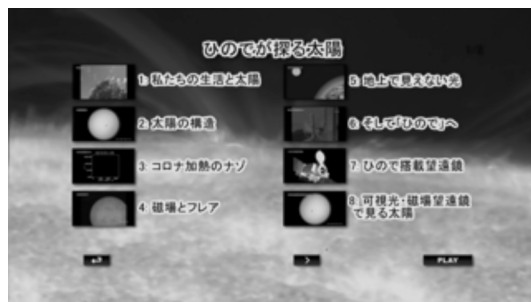 ひのでが探る太陽
1: 私たちの生活と太陽
2: 太陽の構造
3: コロナ加熱のナゾ
4: 磁場とフレア
5: 地上で見えない光
6: そして「ひので」へ
7: ひので搭載望遠鏡
8: 可視光・磁場望遠鏡
で見る太陽
PLAY